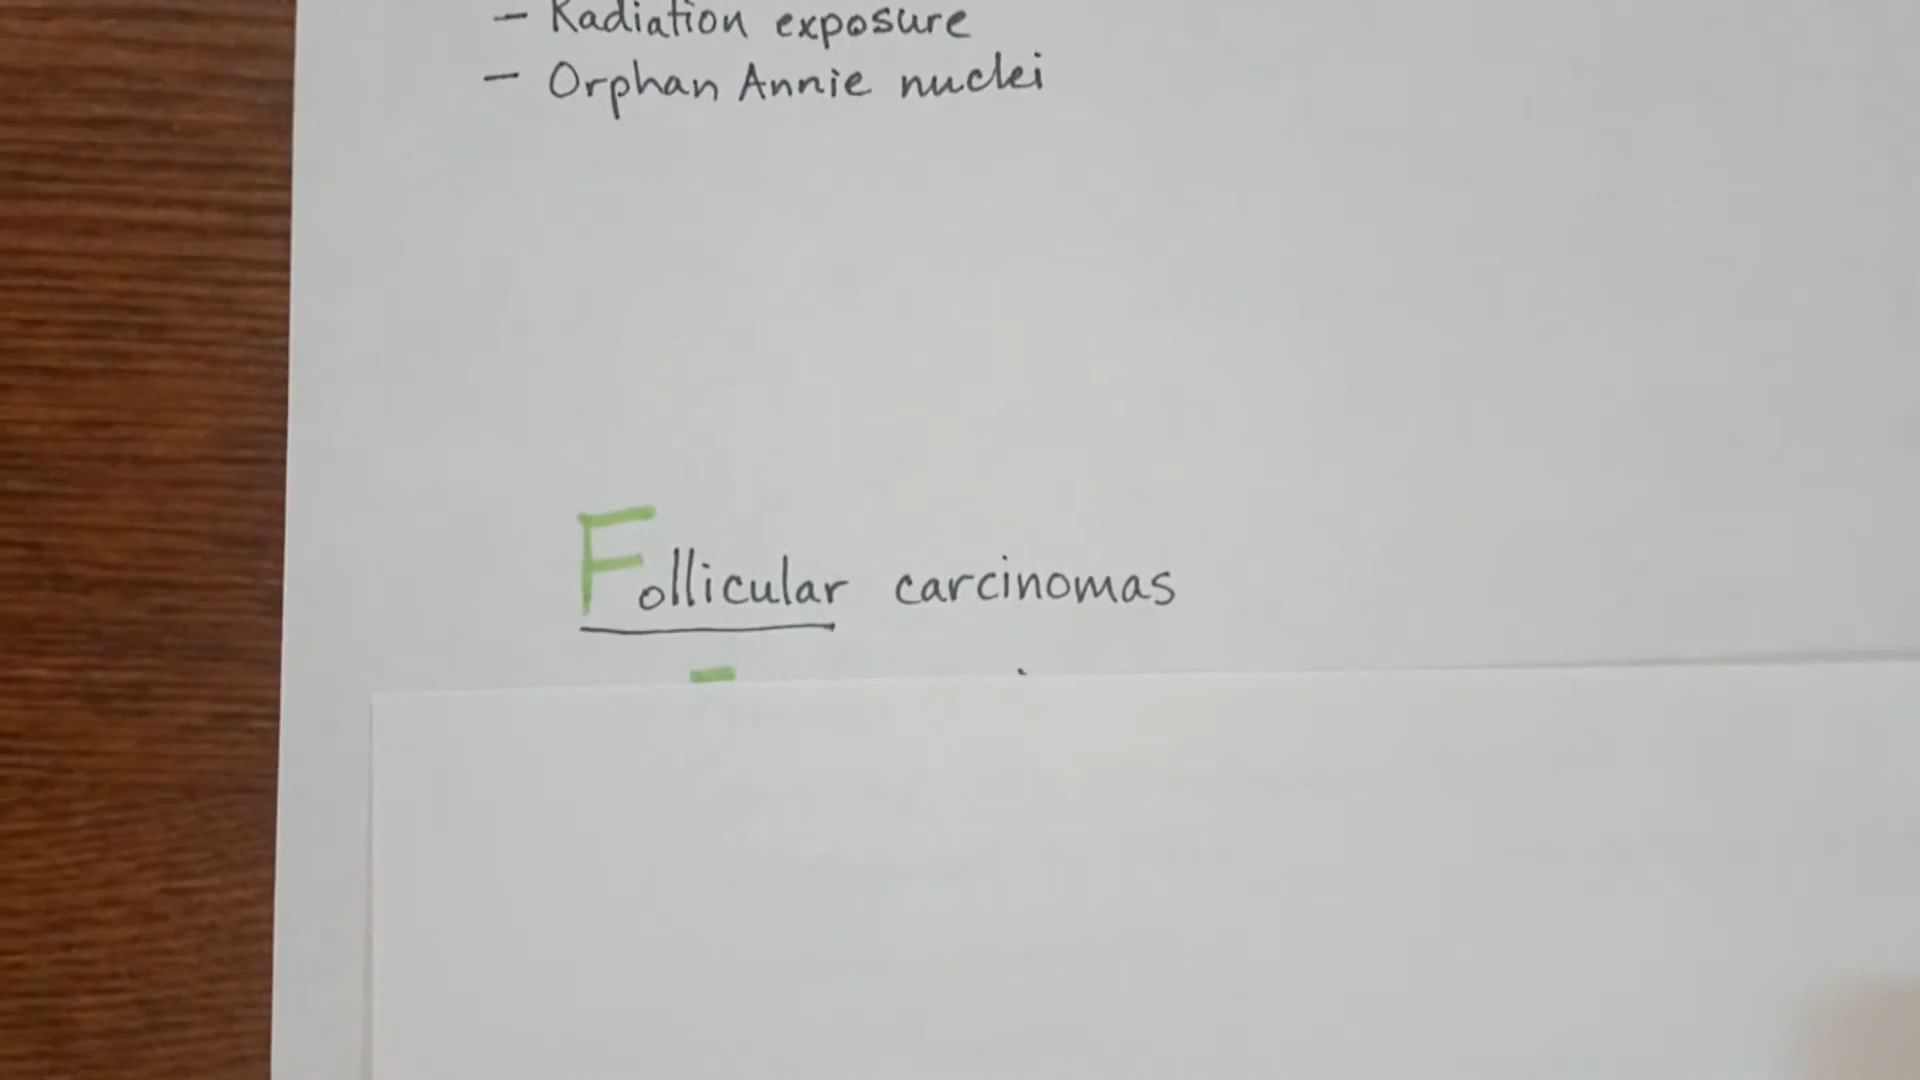 - Radiation exposure
- Orphan Annie nuclei
Follicular carcinomas